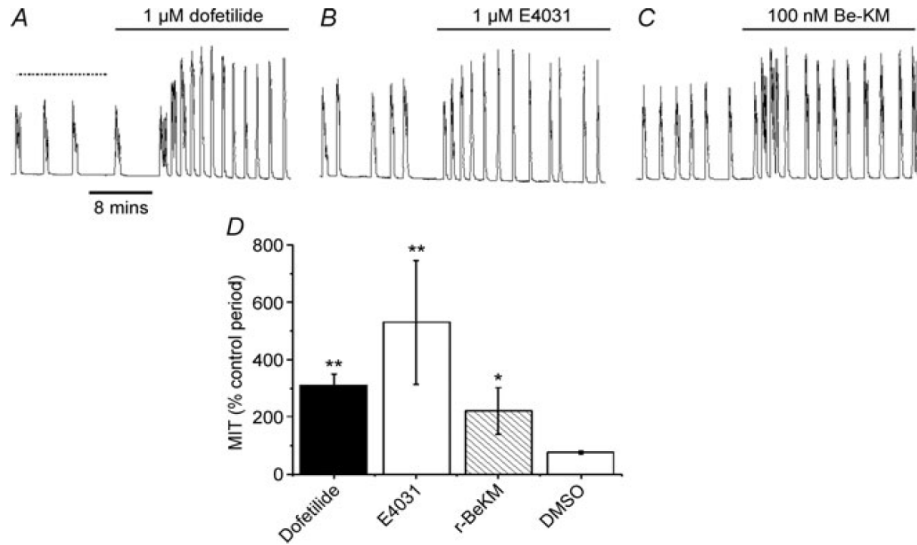 A
1 µM dofetilide
B
1 µM E4031
C
100 nM Be-KM
8 mins
D
MIT (% control period)
800
600
400
200
0
**
**
*
Dofetilide
E4031
r-BeKM
DMSO